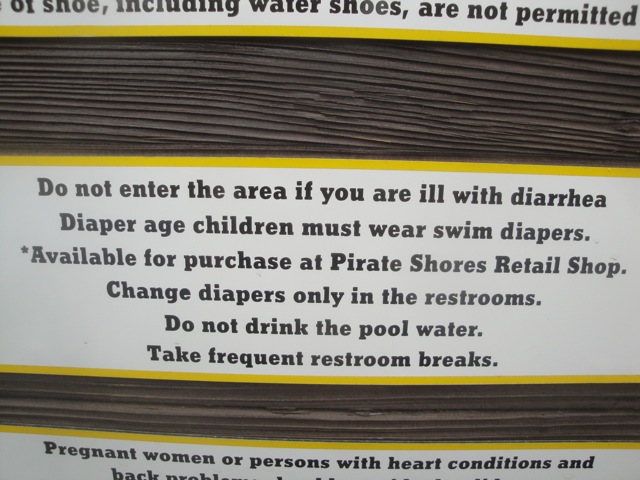 of shoe, including water shoes, are not permitted
Do not enter the area if you are ill with diarrhea
Diaper age children must wear swim diapers.
*Available for purchase at Pirate Shores Retail Shop.
Change diapers only in the restrooms.
Do not drink the pool water.
Take frequent restroom breaks.
Pregnant women or persons with heart conditions and
back